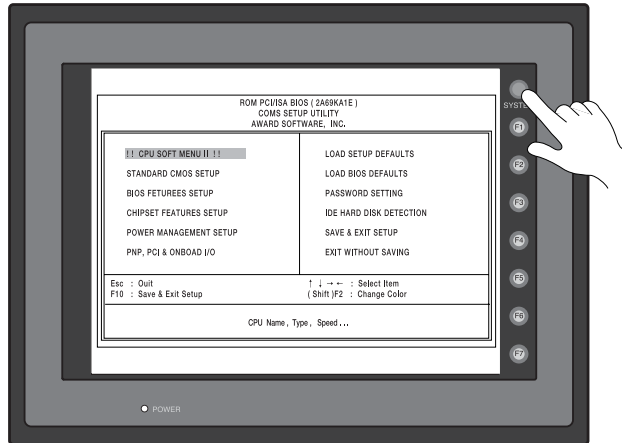 ROM PCI/ISA BIOS ( 2A69KA1E )
COMS SETUP UTILITY
AWARD SOFTWARE, INC.
! ! CPU SOFT MENU II ! !
STANDARD CMOS SETUP
BIOS FETUREES SETUP
CHIPSET FEATURES SETUP
POWER MANAGEMENT SETUP
PNP, PCI & ONBOAD I/O
LOAD SETUP DEFAULTS
LOAD BIOS DEFAULTS
PASSWORD SETTING
IDE HARD DISK DETECTION
SAVE & EXIT SETUP
EXIT WITHOUT SAVING
Esc : Ouit
F10 : Save & Exit Setup
↑ ↓ → ← : Select Item
( Shift )F2 : Change Color
CPU Name , Type , Speed . . .
SYSTE
F1
F2
F3
F4
F5
F6
F7
POWER